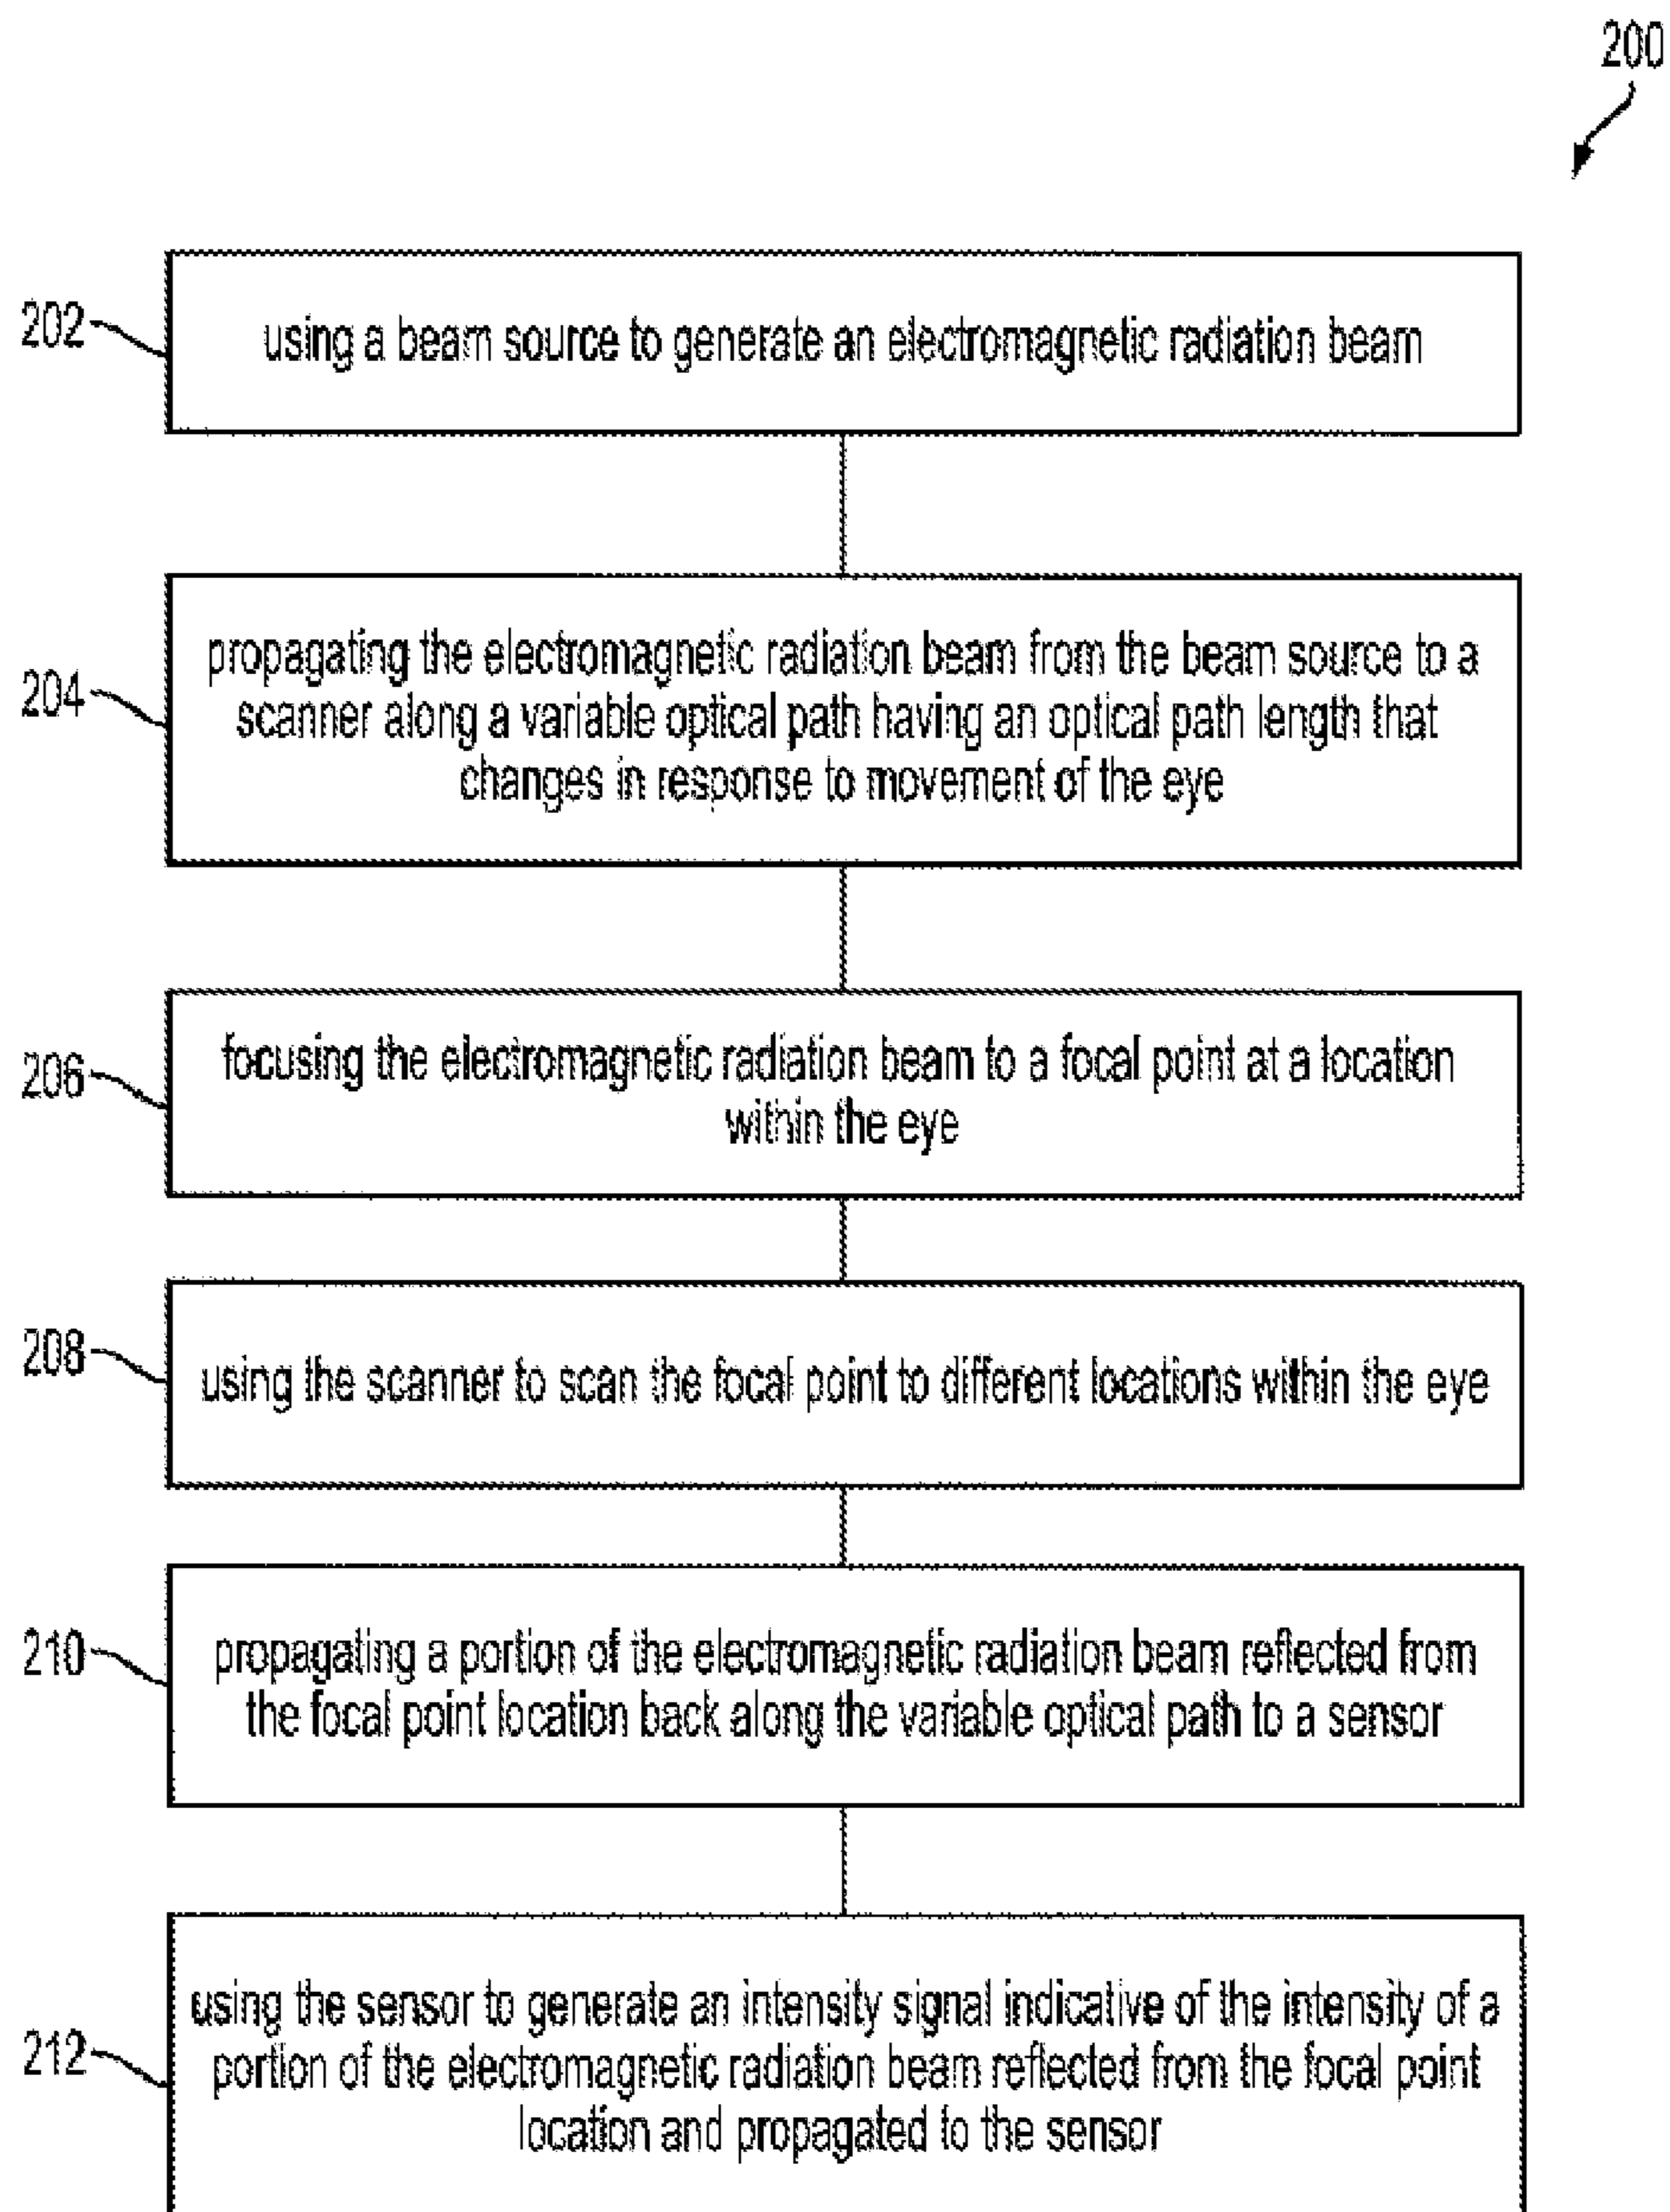 200
202
using a beam source to generate an electromagnetic radiation beam
204
propagating the electromagnetic radiation beam from the beam source to a
scanner along a variable optical path having an optical path length that
changes in response to movement of the eye
206
focusing the electromagnetic radiation beam to a focal point at a location
within the eye
208
using the scanner to scan the focal point to different locations within the eye
210
propagating a portion of the electromagnetic radiation beam reflected from
the focal point location back along the variable optical path to a sensor
212
using the sensor to generate an intensity signal indicative of the intensity of a
portion of the electromagnetic radiation beam reflected from the focal point
location and propagated to the sensor